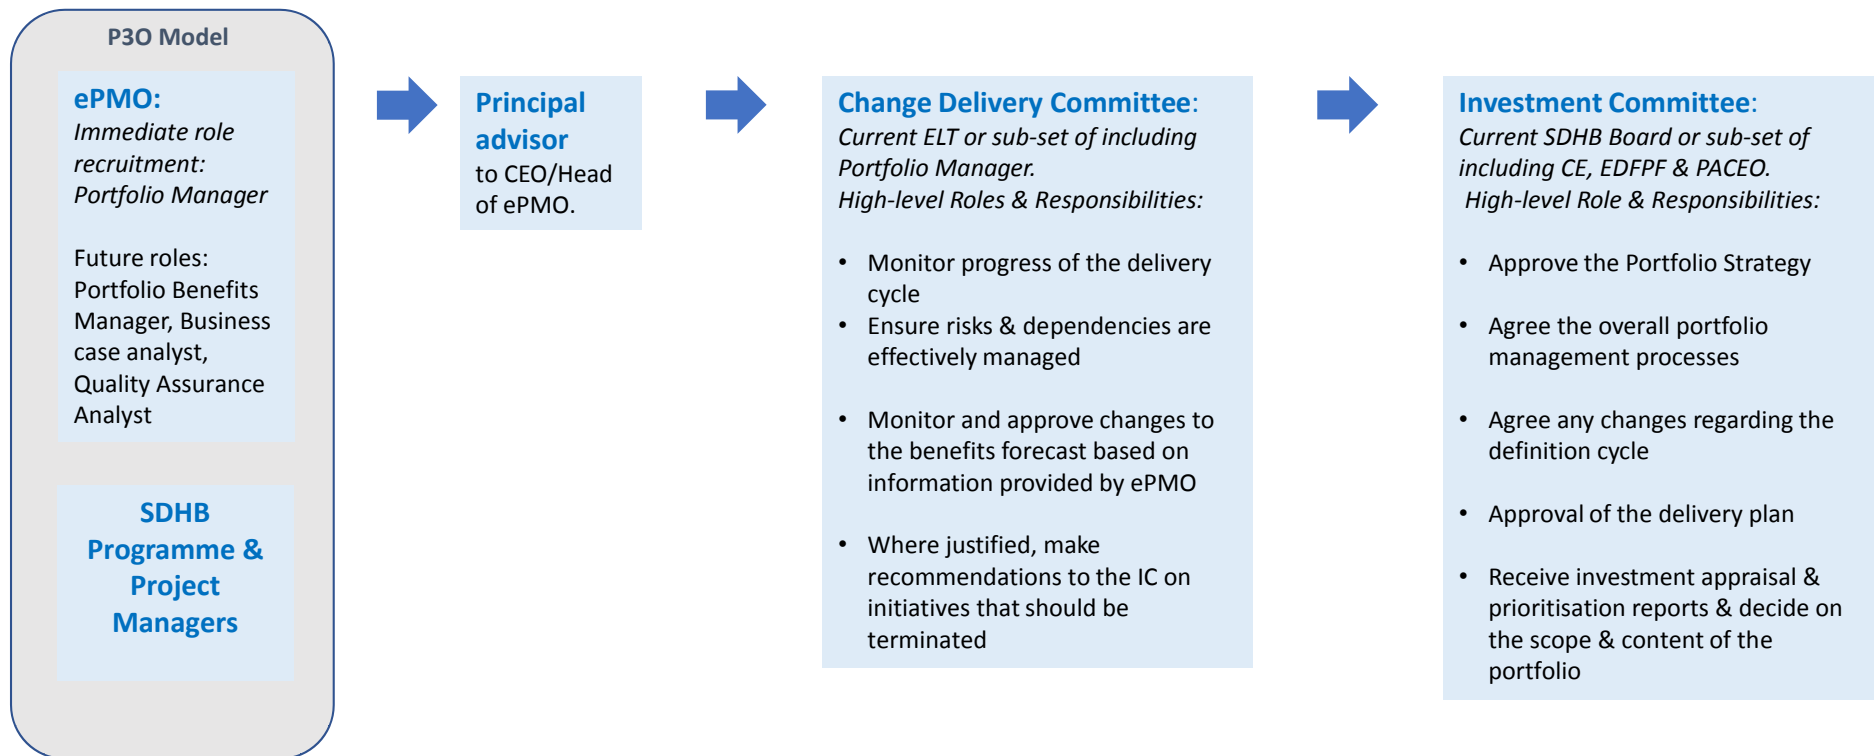 P3O Model
ePMO:
Immediate role
recruitment:
Portfolio Manager
Future roles:
Portfolio Benefits
Manager, Business
case analyst,
Quality Assurance
Analyst
SDHB
Programme &
Project
Managers
Principal
advisor
to CEO/Head
of ePMO.
Change Delivery Committee:
Current ELT or sub-set of including
Portfolio Manager.
High-level Roles & Responsibilities:
• Monitor progress of the delivery
cycle
• Ensure risks & dependencies are
effectively managed
• Monitor and approve changes to
the benefits forecast based on
information provided by ePMO
• Where justified, make
recommendations to the IC on
initiatives that should be
terminated
Investment Committee:
Current SDHB Board or sub-set of
including CE, EDFPF & PACEO.
High-level Role & Responsibilities:
• Approve the Portfolio Strategy
• Agree the overall portfolio
management processes
• Agree any changes regarding the
definition cycle
• Approval of the delivery plan
• Receive investment appraisal &
prioritisation reports & decide on
the scope & content of the
portfolio